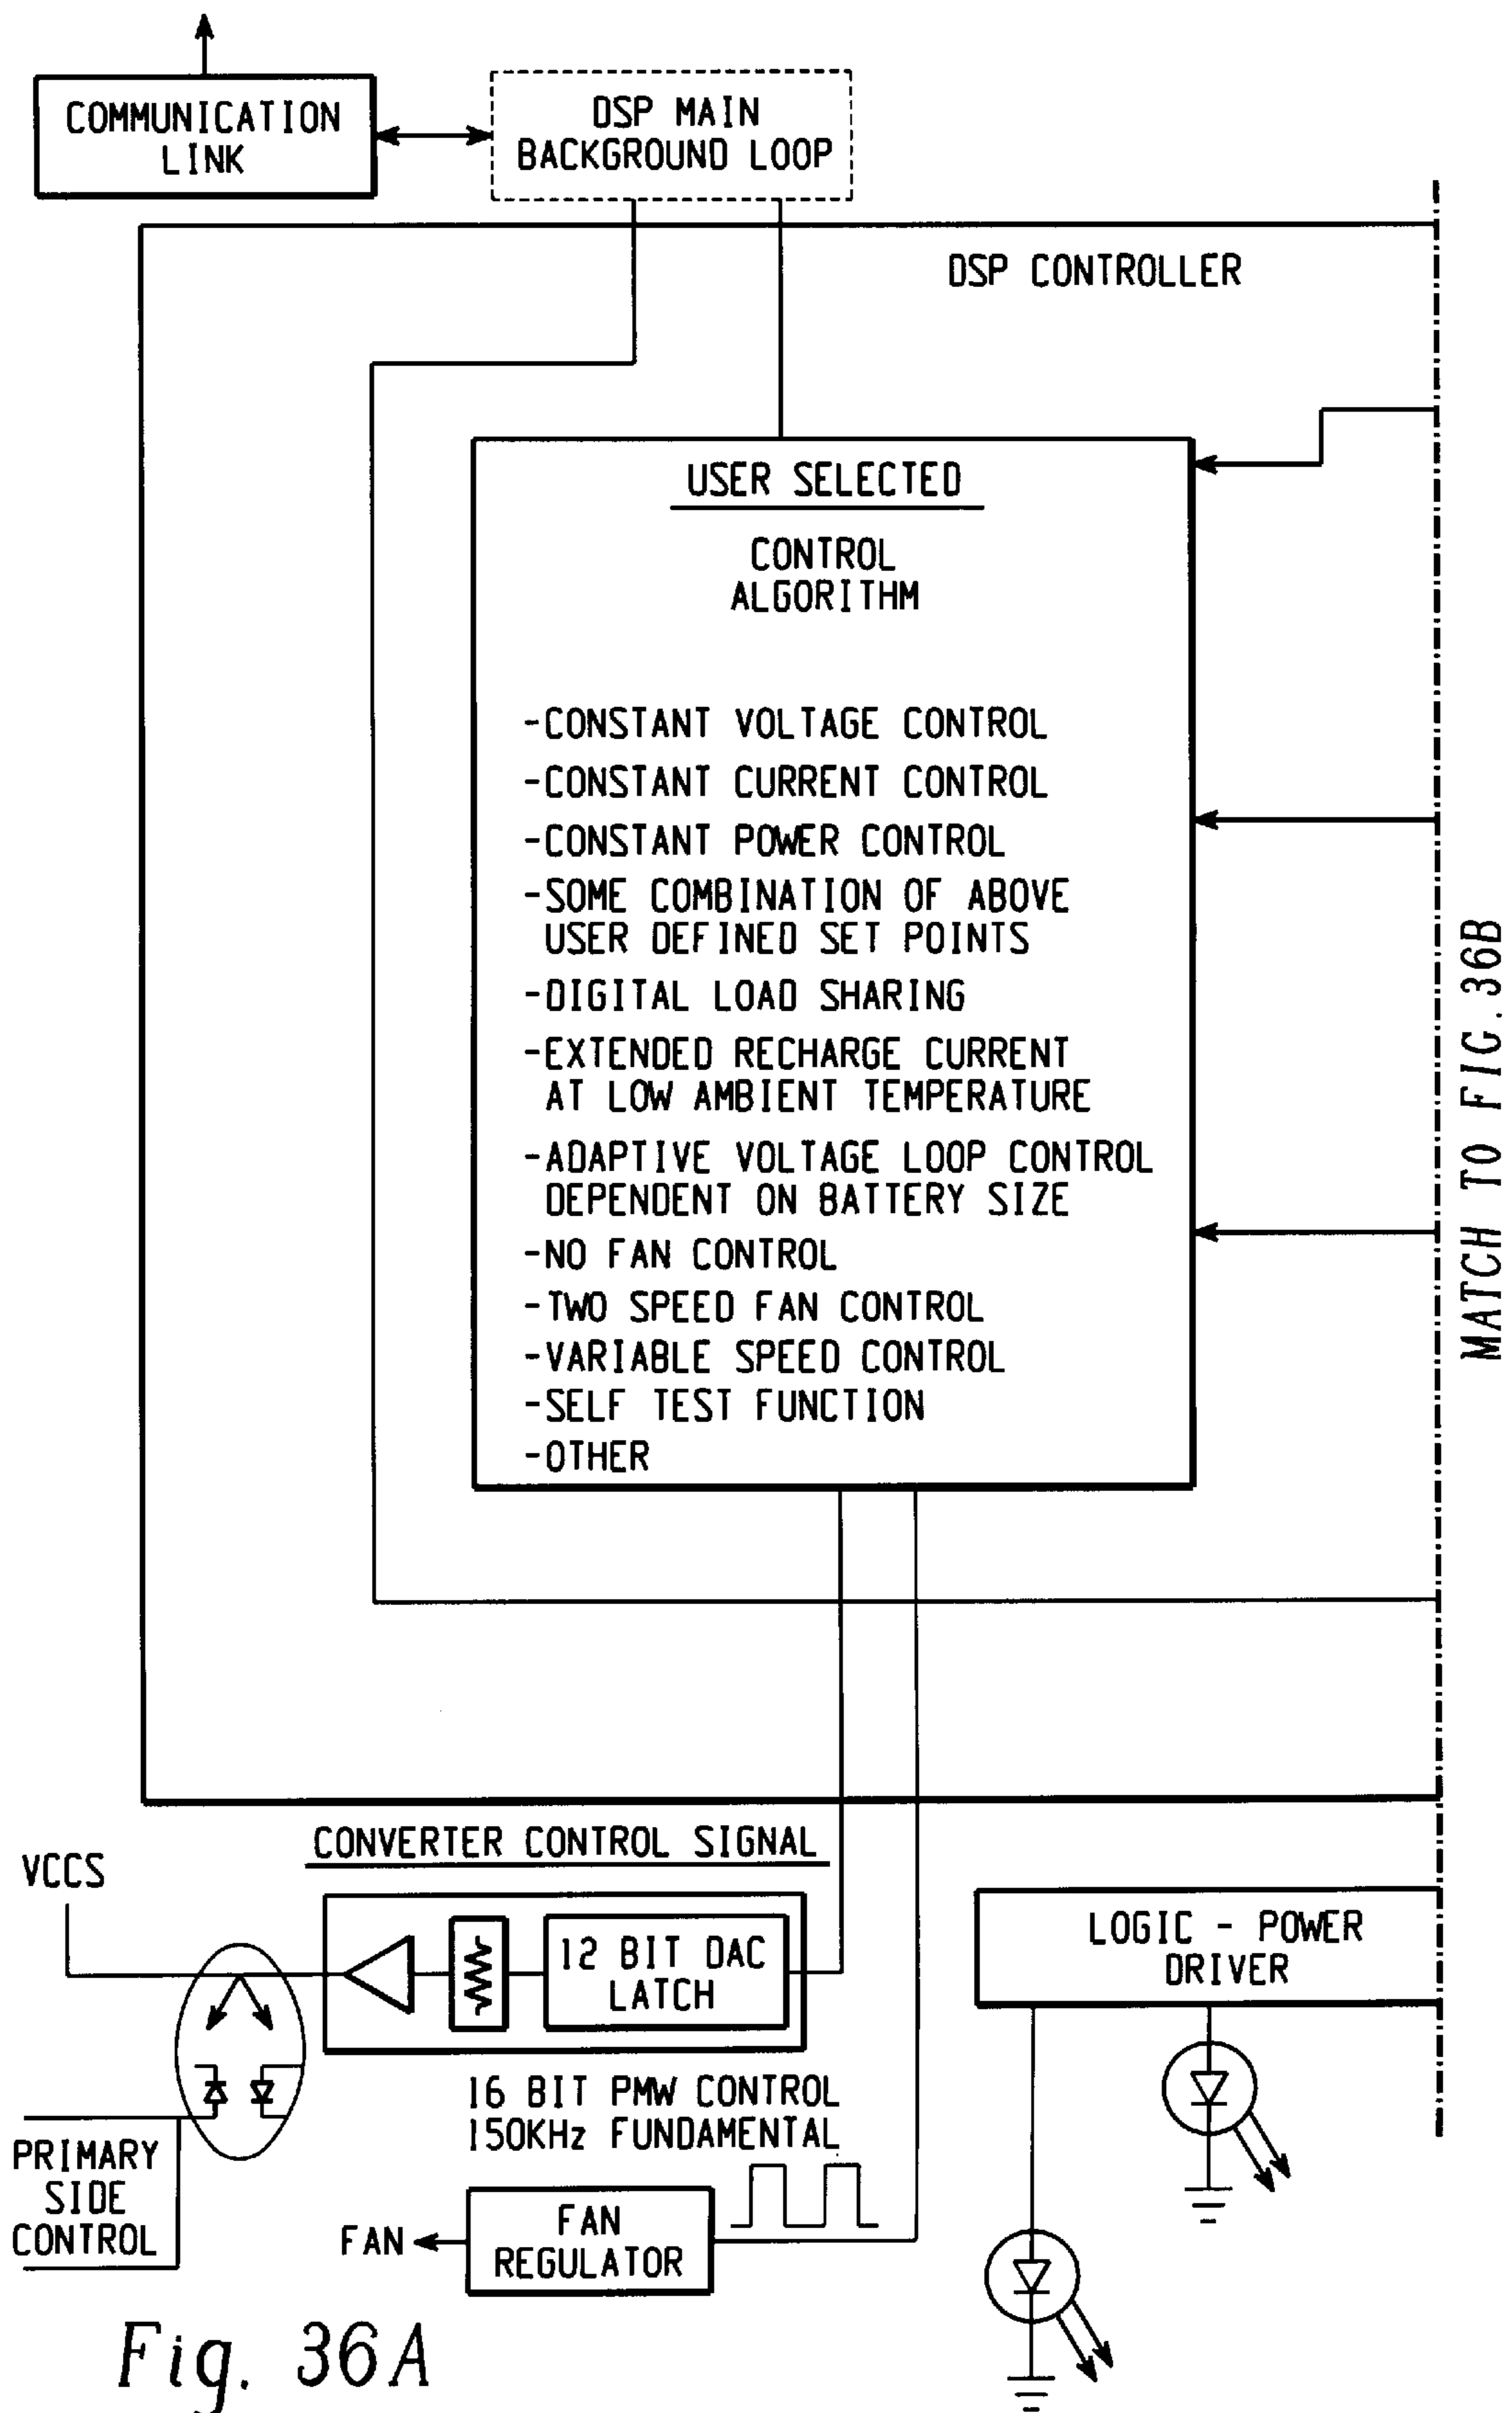 COMMUNICATION
LINK
DSP MAIN
BACKGROUND LOOP
DSP CONTROLLER
USER SELECTED
CONTROL
ALGORITHM
-CONSTANT VOLTAGE CONTROL
-CONSTANT CURRENT CONTROL
-CONSTANT POWER CONTROL
-SOME COMBINATION OF ABOVE
USER DEFINED SET POINTS
-DIGITAL LOAD SHARING
-EXTENDED RECHARGE CURRENT
AT LOW AMBIENT TEMPERATURE
-ADAPTIVE VOLTAGE LOOP CONTROL
DEPENDENT ON BATTERY SIZE
-NO FAN CONTROL
-TWO SPEED FAN CONTROL
-VARIABLE SPEED CONTROL
-SELF TEST FUNCTION
-OTHER
MATCH TO FIG. 36B
CONVERTER CONTROL SIGNAL
VCCS
12 BIT DAC
LATCH
LOGIC - POWER
DRIVER
16 BIT PMW CONTROL
150KHz FUNDAMENTAL
PRIMARY
SIDE
CONTROL
FAN
FAN
REGULATOR
Fig. 36A